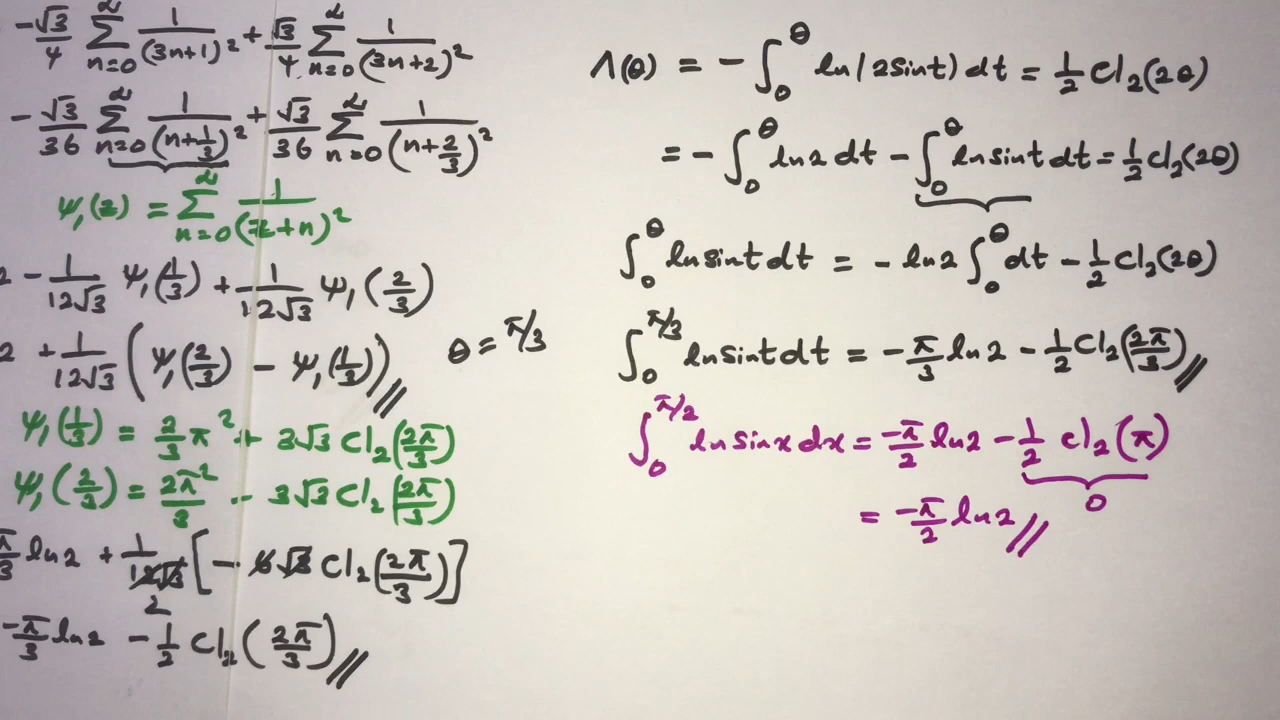 -√3/4 ∑_{n=0}^{∞} 1/(3n+1)² + √3/4 ∑_{n=0}^{∞} 1/(3n+2)²
- √3/36 ∑_{n=0}^{∞} 1/(n+1/3)² + √3/36 ∑_{n=0}^{∞} 1/(n+2/3)²
ψ₁(z) = ∑_{n=0}^{∞} 1/(z+n)²
2 - 1/(12√3) ψ₁(1/3) + 1/(12√3) ψ₁(2/3)
2 + 1/(12√3) (ψ₁(2/3) - ψ₁(1/3)) //
θ = π/3
ψ₁(1/3) = 2/3 π² + 3√3 Cl₂(2π/3)
ψ₁(2/3) = 2π²/3 - 3√3 Cl₂(2π/3)
π/3 ln2 + 1/(12√3) [- 6√3 Cl₂(2π/3)]
2
-π/3 ln2 - 1/2 Cl₂(2π/3) //
Λ(θ) = - ∫₀^θ ln(2sint) dt = 1/2 Cl₂(2θ)
= - ∫₀^θ ln2 dt - ∫₀^θ lnsint dt = 1/2 Cl₂(2θ)
∫₀^θ lnsint dt = - ln2 ∫₀^θ dt - 1/2 Cl₂(2θ)
∫₀^{π/3} lnsint dt = - π/3 ln2 - 1/2 Cl₂(2π/3) //
∫₀^{π/2} lnsinx dx = -π/2 ln2 - 1/2 Cl₂(π)
0
= -π/2 ln2 //